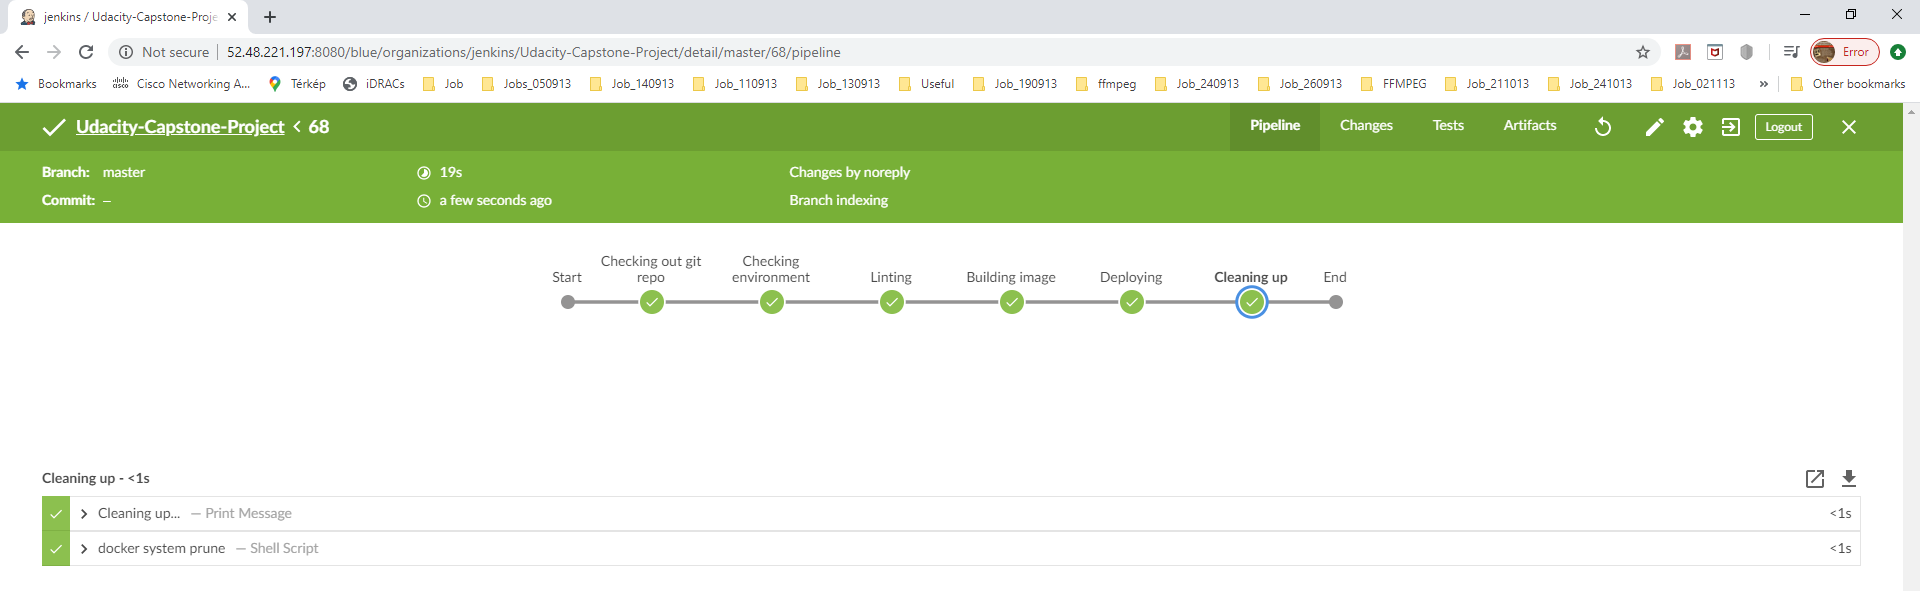 jenkins / Udacity-Capstone-Proje
Not secure 52.48.221.197:8080/blue/organizations/jenkins/Udacity-Capstone-Project/detail/master/68/pipeline Error
Bookmarks Cisco Networking A... Térkép iDRACs Job Jobs_050913 Job_140913 Job_110913 Job_130913 Useful Job_190913 ffmpeg Job_240913 Job_260913 FFMPEG Job_211013 Job_241013 Job_021113 » Other bookmarks
Udacity-Capstone-Project < 68 Pipeline Changes Tests Artifacts Logout
Branch: master 19s Changes by noreply
Commit: – a few seconds ago Branch indexing
Start Checking out git repo Checking environment Linting Building image Deploying Cleaning up End
Cleaning up - <1s
Cleaning up... — Print Message <1s
docker system prune — Shell Script <1s